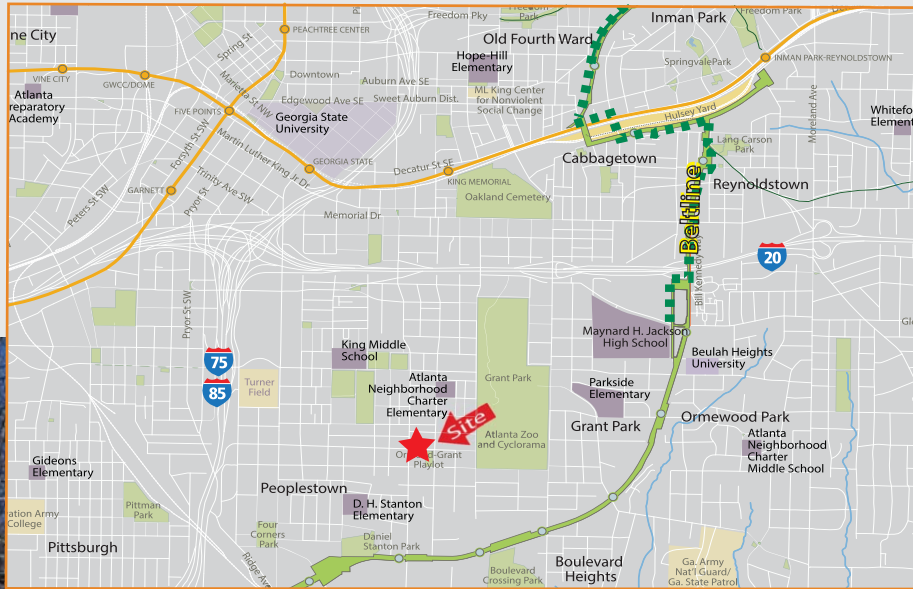 ne City
PEACHTREE CENTER
Freedom Pky
Freedom
Park
Inman Park
Freedom Park
Spring St
Old Fourth Ward
Hope-Hill
Elementary
SpringvalePark
INMAN PARK-REYNOLDSTOWN
VINE CITY
GWCC/DOME
Downtown
Marietta St NW
Auburn Ave SE
Edgewood Ave SE
Sweet Auburn Dist.
ML King Center
for Nonviolent
Social Change
Moreland Ave
Atlanta
reparatory
Academy
FIVE POINTS
Georgia State
University
Hulsey Yard
Whitefo
Element
Forsyth St SW
Martin Luther King Jr Dr
GEORGIA STATE
Decatur St SE
Cabbagetown
Lang Carson
Park
Trinity Ave SW
GARNETT
Pryor St
Peters St SW
KING MEMORIAL
Oakland Cemetery
Reynoldstown
Memorial Dr
Beltline
Bill Kennedy Way
20
Pryor St SW
Maynard H. Jackson
High School
King Middle
School
75
85
Turner
Field
Beulah Heights
University
Atlanta
Neighborhood
Charter
Elementary
Grant Park
Parkside
Elementary
Site
Grant Park
Ormewood Park
Atlanta Zoo
and Cyclorama
d-Grant
Playlot
Atlanta
Neighborhood
Charter
Middle School
Gideons
Elementary
Peoplestown
D. H. Stanton
Elementary
Pittman
Park
ation Army
College
Four
Corners
Park
Daniel
Stanton Park
Pittsburgh
Ridge Ave
Boulevard
Crossing Park
Boulevard
Heights
Ga. Army
Nat'l Guard/
Ga. State Patrol